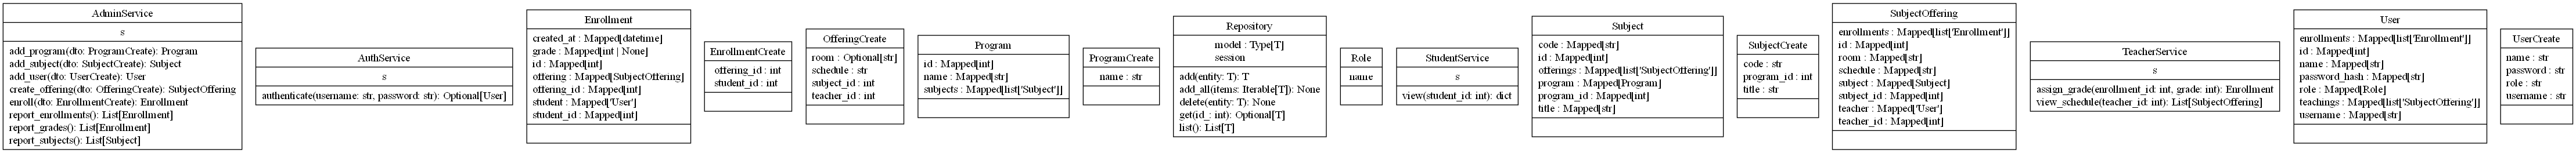 AdminService
s
add_program(dto: ProgramCreate): Program
add_subject(dto: SubjectCreate): Subject
add_user(dto: UserCreate): User
create_offering(dto: OfferingCreate): SubjectOffering
enroll(dto: EnrollmentCreate): Enrollment
report_enrollments(): List[Enrollment]
report_grades(): List[Enrollment]
report_subjects(): List[Subject]
AuthService
s
authenticate(username: str, password: str): Optional[User]
Enrollment
created_at : Mapped[datetime]
grade : Mapped[int | None]
id : Mapped[int]
offering : Mapped[SubjectOffering]
offering_id : Mapped[int]
student : Mapped['User']
student_id : Mapped[int]
EnrollmentCreate
offering_id : int
student_id : int
OfferingCreate
room : Optional[str]
schedule : str
subject_id : int
teacher_id : int
Program
id : Mapped[int]
name : Mapped[str]
subjects : Mapped[list['Subject']]
ProgramCreate
name : str
Repository
model : Type[T]
session
add(entity: T): T
add_all(items: Iterable[T]): None
delete(entity: T): None
get(id_: int): Optional[T]
list(): List[T]
Role
name
StudentService
s
view(student_id: int): dict
Subject
code : Mapped[str]
id : Mapped[int]
offerings : Mapped[list['SubjectOffering']]
program : Mapped[Program]
program_id : Mapped[int]
title : Mapped[str]
SubjectCreate
code : str
program_id : int
title : str
SubjectOffering
enrollments : Mapped[list['Enrollment']]
id : Mapped[int]
room : Mapped[str]
schedule : Mapped[str]
subject : Mapped[Subject]
subject_id : Mapped[int]
teacher : Mapped['User']
teacher_id : Mapped[int]
TeacherService
s
assign_grade(enrollment_id: int, grade: int): Enrollment
view_schedule(teacher_id: int): List[SubjectOffering]
User
enrollments : Mapped[list['Enrollment']]
id : Mapped[int]
name : Mapped[str]
password_hash : Mapped[str]
role : Mapped[Role]
teachings : Mapped[list['SubjectOffering']]
username : Mapped[str]
UserCreate
name : str
password : str
role : str
username : str